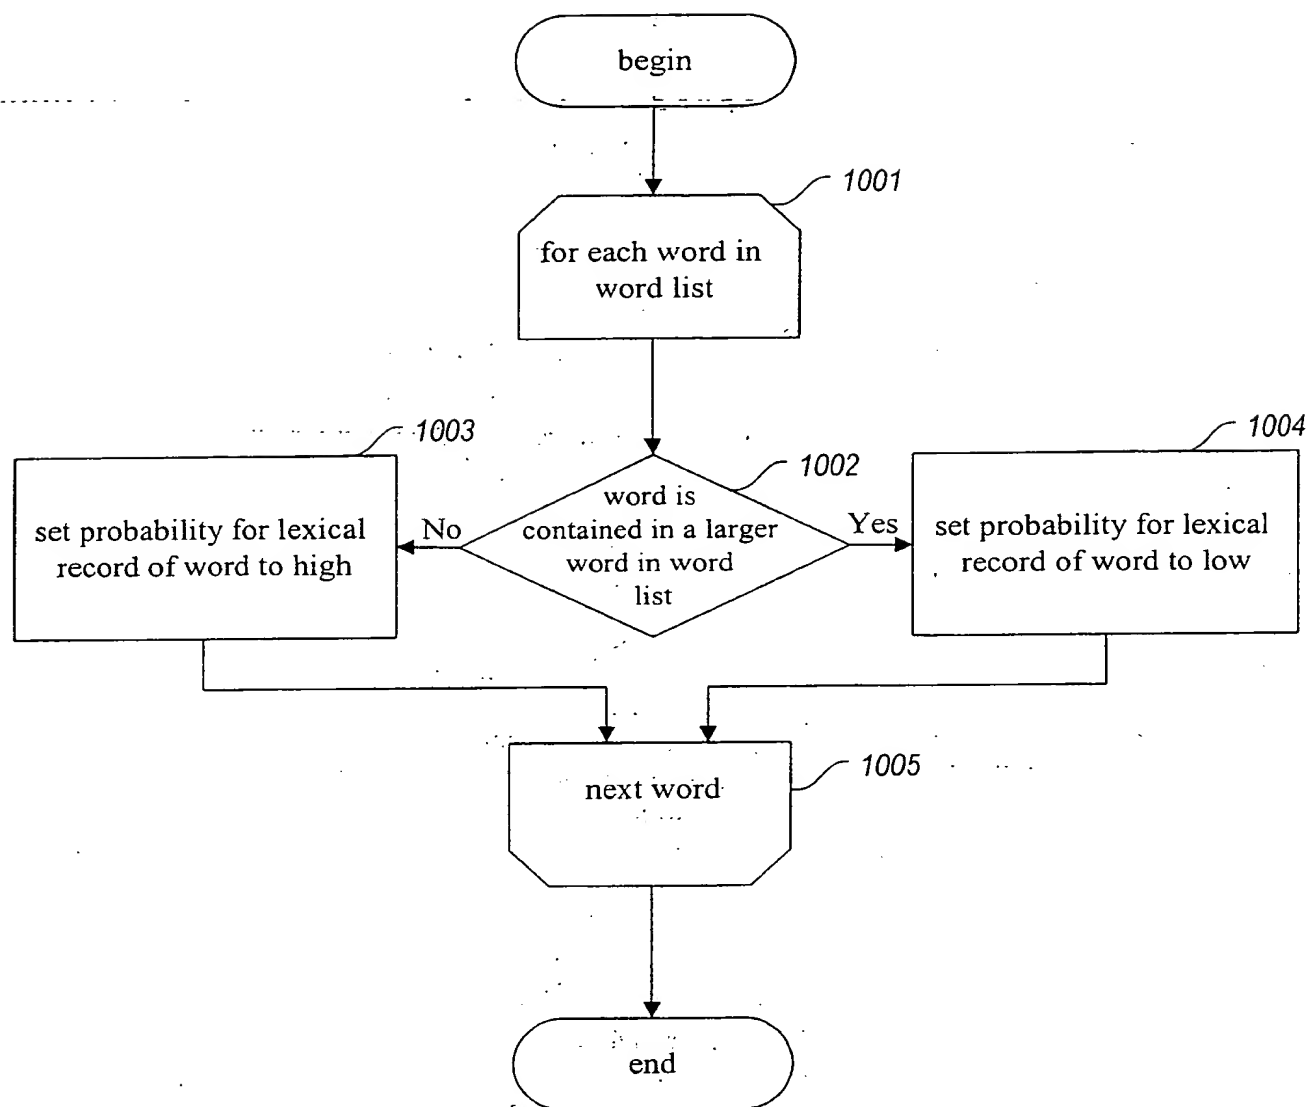 begin
1001
for each word in
word list
1003
1002
1004
set probability for lexical
record of word to high
No
word is
contained in a larger
word in word
list
Yes
set probability for lexical
record of word to low
next word
1005
end